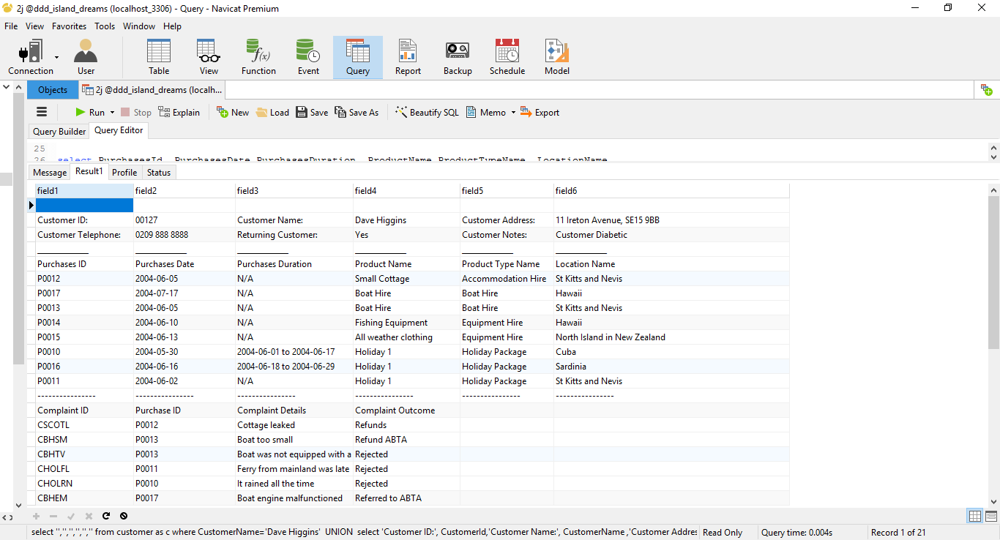 2j @ddd_island_dreams (localhost_3306) - Query - Navicat Premium
File View Favorites Tools Window Help
Connection User Table View Function Event Query Report Backup Schedule Model
Objects 2j @ddd_island_dreams (localh...
Run Stop Explain New Load Save Save As Beautify SQL Memo Export
Query Builder Query Editor
25
26 select PurchasesId, PurchasesDate,PurchasesDuration, ProductName,ProductTypeName, LocationName
Message Result1 Profile Status
field1 field2 field3 field4 field5 field6
Customer ID: 00127 Customer Name: Dave Higgins Customer Address: 11 Ireton Avenue, SE15 9BB
Customer Telephone: 0209 888 8888 Returning Customer: Yes Customer Notes: Customer Diabetic
___________ ___________ ___________ ___________ ___________ ___________
Purchases ID Purchases Date Purchases Duration Product Name Product Type Name Location Name
P0012 2004-06-05 N/A Small Cottage Accommodation Hire St Kitts and Nevis
P0017 2004-07-17 N/A Boat Hire Boat Hire Hawaii
P0013 2004-06-05 N/A Boat Hire Boat Hire St Kitts and Nevis
P0014 2004-06-10 N/A Fishing Equipment Equipment Hire Hawaii
P0015 2004-06-13 N/A All weather clothing Equipment Hire North Island in New Zealand
P0010 2004-05-30 2004-06-01 to 2004-06-17 Holiday 1 Holiday Package Cuba
P0016 2004-06-16 2004-06-18 to 2004-06-29 Holiday 1 Holiday Package Sardinia
P0011 2004-06-02 N/A Holiday 1 Holiday Package St Kitts and Nevis
---------------- ---------------- ---------------- ---------------- ---------------- ----------------
Complaint ID Purchase ID Complaint Details Complaint Outcome
CSCOTL P0012 Cottage leaked Refunds
CBHSM P0013 Boat too small Refund ABTA
CBHTV P0013 Boat was not equipped with a Rejected
CHOLFL P0011 Ferry from mainland was late Rejected
CHOLRN P0010 It rained all the time Rejected
CBHEM P0017 Boat engine malfunctioned Referred to ABTA
select '','','','','','' from customer as c where CustomerName='Dave Higgins' UNION select 'Customer ID:', CustomerId,'Customer Name:', CustomerName ,'Customer Addres Read Only Query time: 0.004s Record 1 of 21